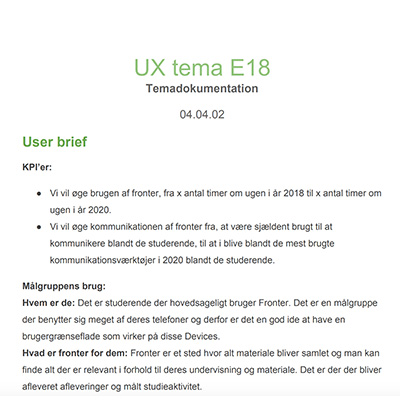 UX tema E18
Temadokumentation
04.04.02
User brief
KPI'er:
● Vi vil øge brugen af fronter, fra x antal timer om ugen i år 2018 til x antal timer om
ugen i år 2020.
● Vi vil øge kommunikationen af fronter fra, at være sjældent brugt til at
kommunikere blandt de studerende, til at i blive blandt de mest brugte
kommunikationsværktøjer i 2020 blandt de studerende.
Målgruppens brug:
Hvem er de: Det er studerende der hovedsageligt bruger Fronter. Det er en målgruppe
der benytter sig meget af deres telefoner og derfor er det en god ide at have en
brugergrænseflade som virker på disse Devices.
Hvad er fronter for dem: Fronter er et sted hvor alt materiale bliver samlet og man kan
finde alt der er relevant i forhold til deres undervisning og materiale. Det er der der bliver
afleveret afleveringer og målt studieaktivitet.